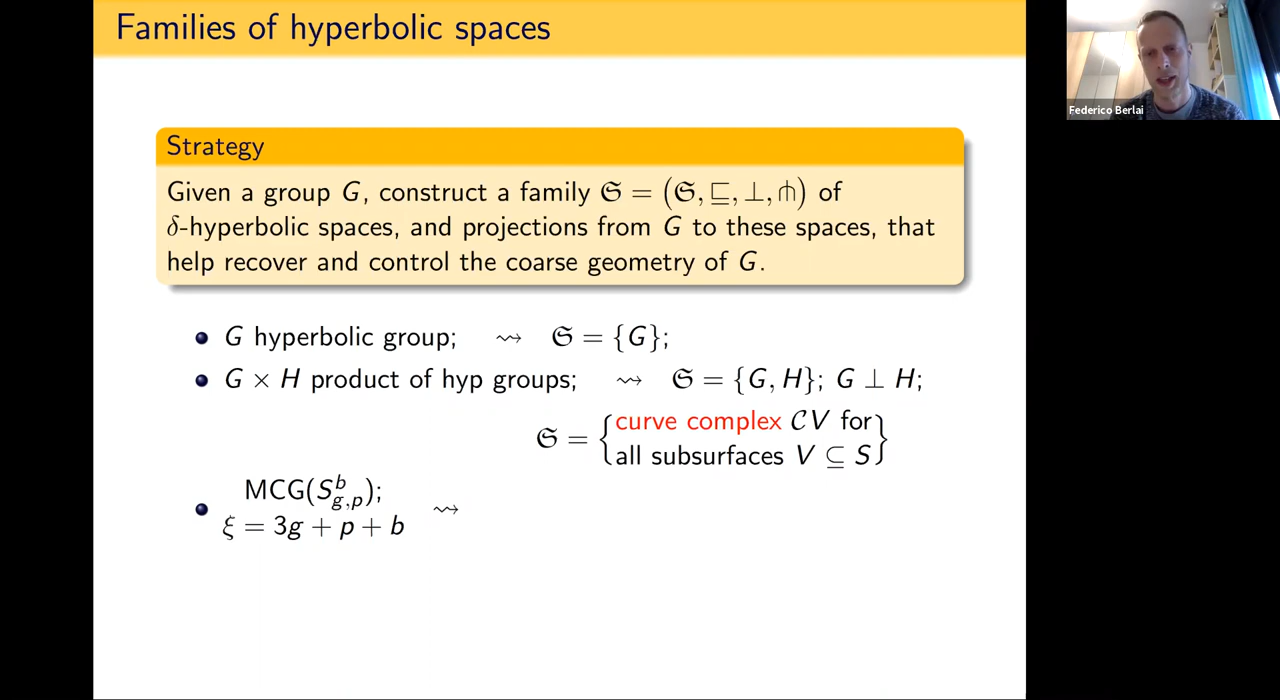 Families of hyperbolic spaces
Federico Berlai
Strategy
Given a group G, construct a family 𝔖 = (𝔖, ⊑, ⊥, ⋔) of
δ-hyperbolic spaces, and projections from G to these spaces, that
help recover and control the coarse geometry of G.
G hyperbolic group; ⇝ 𝔖 = {G};
G × H product of hyp groups; ⇝ 𝔖 = {G, H}; G ⊥ H;
𝔖 = {curve complex 𝒞V for
all subsurfaces V ⊆ S}
MCG(S^b_{g,p}); ⇝
ξ = 3g + p + b